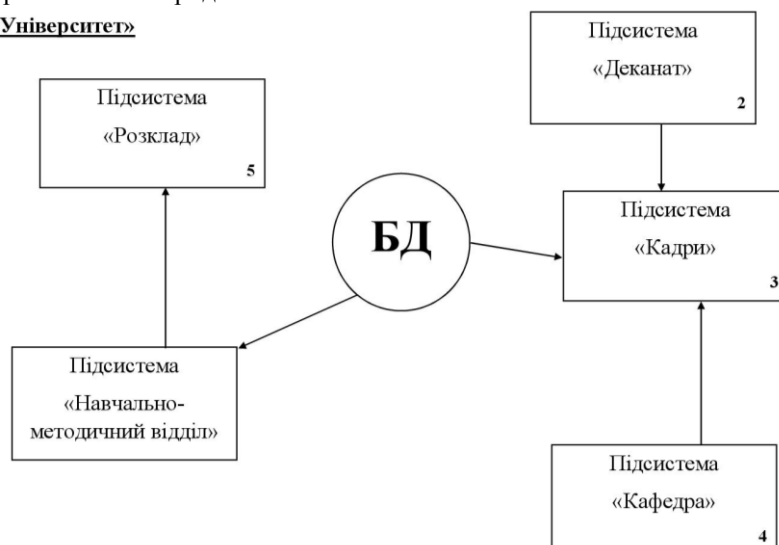 Університет»
Підсистема
«Деканат»
2
Підсистема
«Розклад»
5
БД
Підсистема
«Кадри»
3
Підсистема
«Навчально-
методичний відділ»
Підсистема
«Кафедра»
4